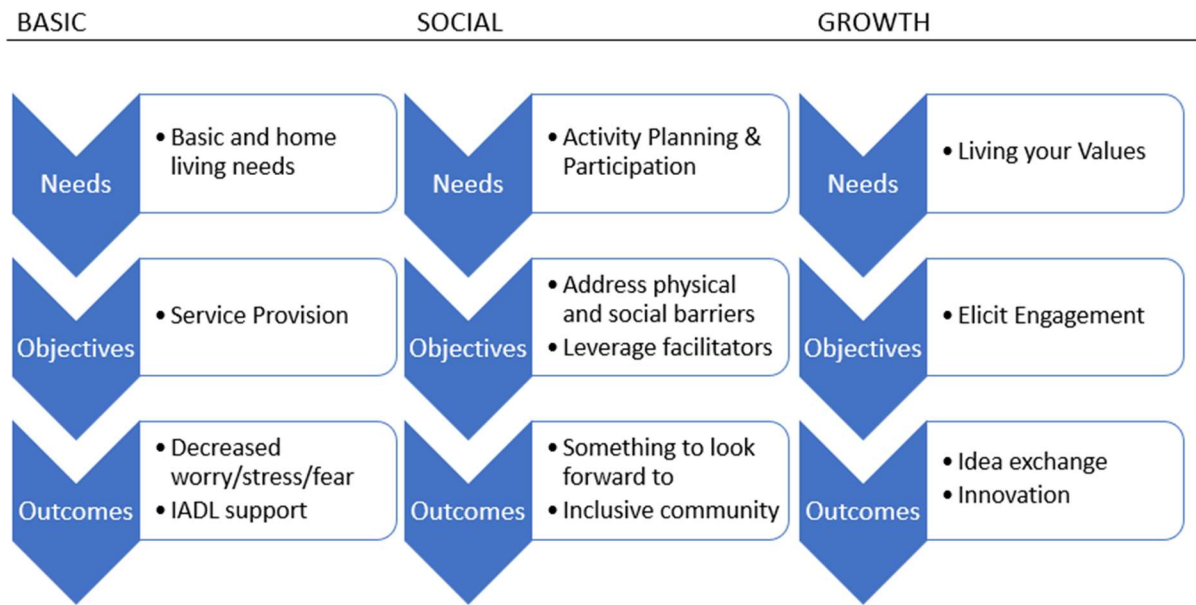 BASIC
SOCIAL
GROWTH
Needs
• Basic and home
living needs
Needs
• Activity Planning &
Participation
Needs
• Living your Values
Objectives
• Service Provision
Objectives
• Address physical
and social barriers
• Leverage facilitators
Objectives
• Elicit Engagement
Outcomes
• Decreased
worry/stress/fear
• IADL support
Outcomes
• Something to look
forward to
• Inclusive community
Outcomes
• Idea exchange
• Innovation